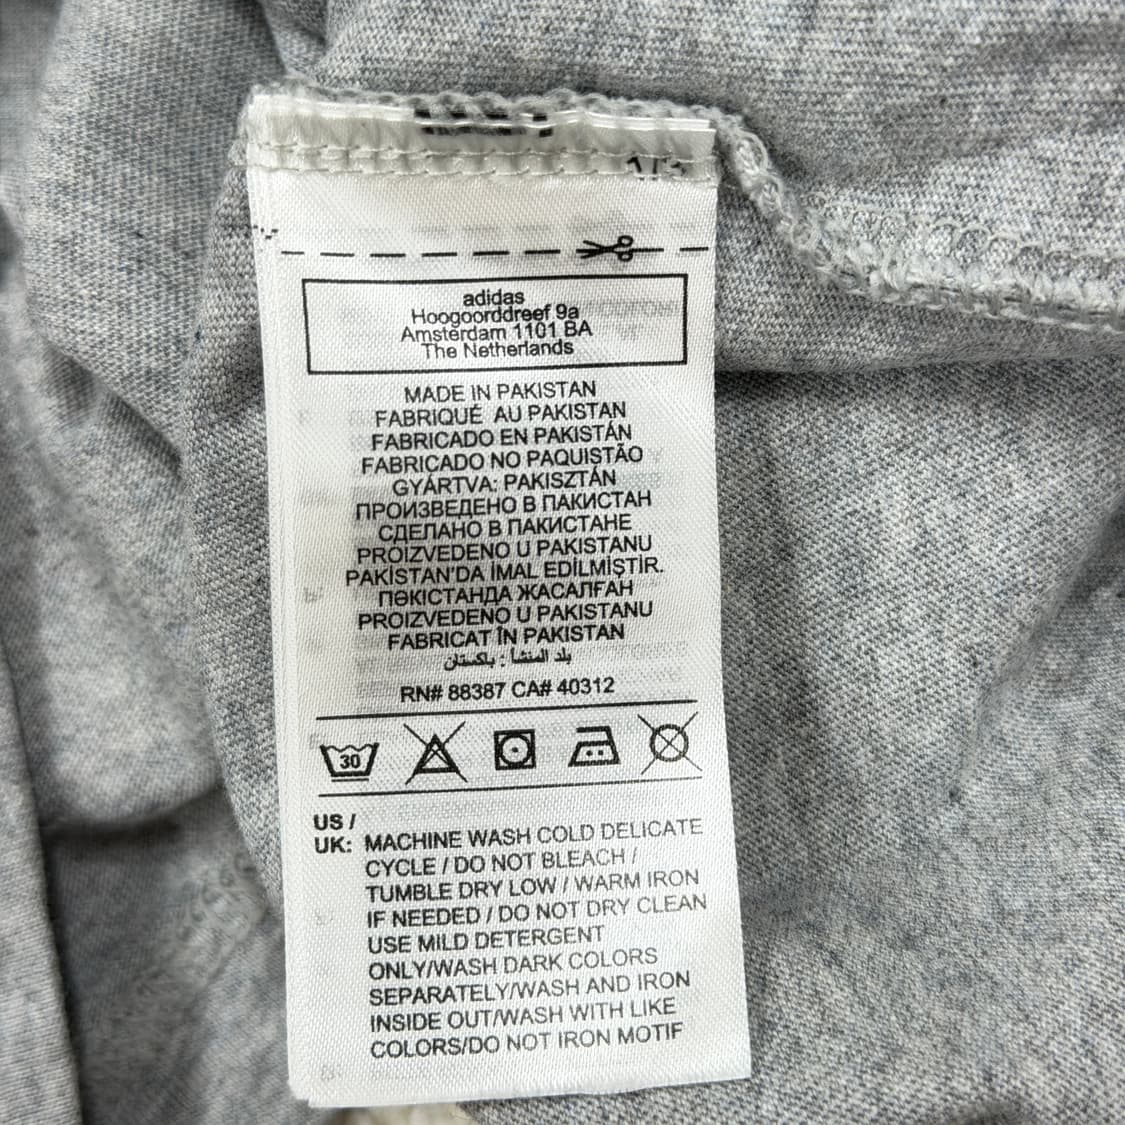 adidas
Hoogoorddreef 9a
Amsterdam 1101 BA
The Netherlands
MADE IN PAKISTAN
FABRIQUÉ AU PAKISTAN
FABRICADO EN PAKISTÁN
FABRICADO NO PAQUISTÃO
GYÁRTVA: PAKISZTÁN
ПРОИЗВЕДЕНО В ПАКИСТАН
СДЕЛАНО В ПАКИСТАНЕ
PROIZVEDENO U PAKISTANU
PAKİSTAN'DA İMAL EDİLMİŞTİR.
ПӘКІСТАНДА ЖАСАЛҒАН
PROIZVEDENO U PAKISTANU
FABRICAT ÎN PAKISTAN
بلد المنشأ : باكستان
RN# 88387 CA# 40312
30
US /
UK: MACHINE WASH COLD DELICATE
CYCLE / DO NOT BLEACH /
TUMBLE DRY LOW / WARM IRON
IF NEEDED / DO NOT DRY CLEAN
USE MILD DETERGENT
ONLY/WASH DARK COLORS
SEPARATELY/WASH AND IRON
INSIDE OUT/WASH WITH LIKE
COLORS/DO NOT IRON MOTIF